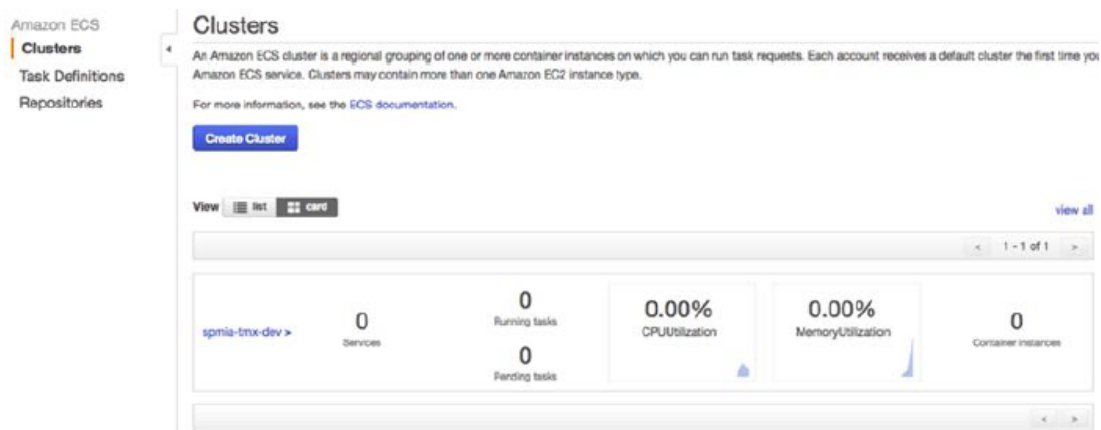 Amazon ECS
Clusters
Task Definitions
Repositories
Clusters
An Amazon ECS cluster is a regional grouping of one or more container instances on which you can run task requests. Each account receives a default cluster the first time you
Amazon ECS service. Clusters may contain more than one Amazon EC2 instance type.
For more information, see the ECS documentation.
Create Cluster
View list card
view all
< 1 - 1 of 1 >
spmia-tmx-dev >
0
Services
0
Running tasks
0
Pending tasks
0.00%
CPUUtilization
0.00%
MemoryUtilization
0
Container instances
< >